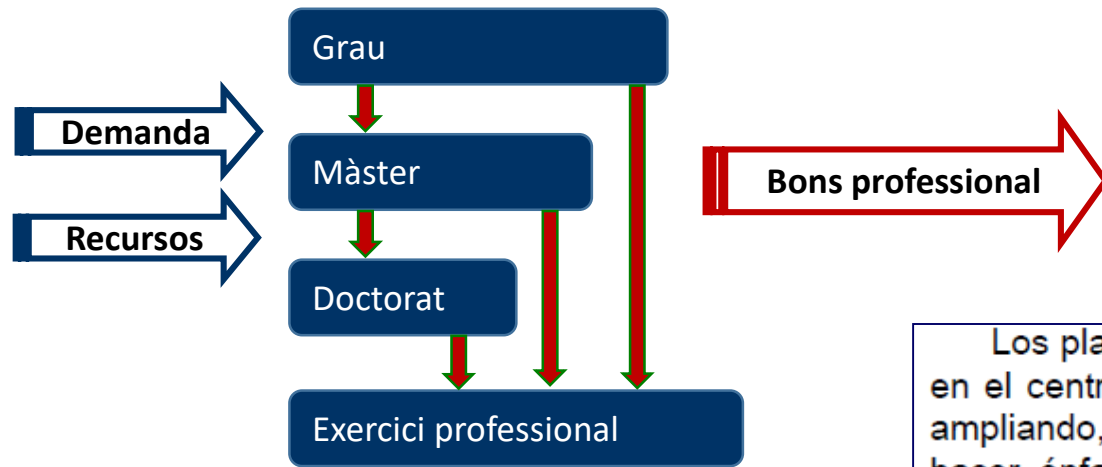 Grau
Demanda
Màster
Bons professional
Recursos
Doctorat
Exercici professional
Los pla
en el centr
ampliando,